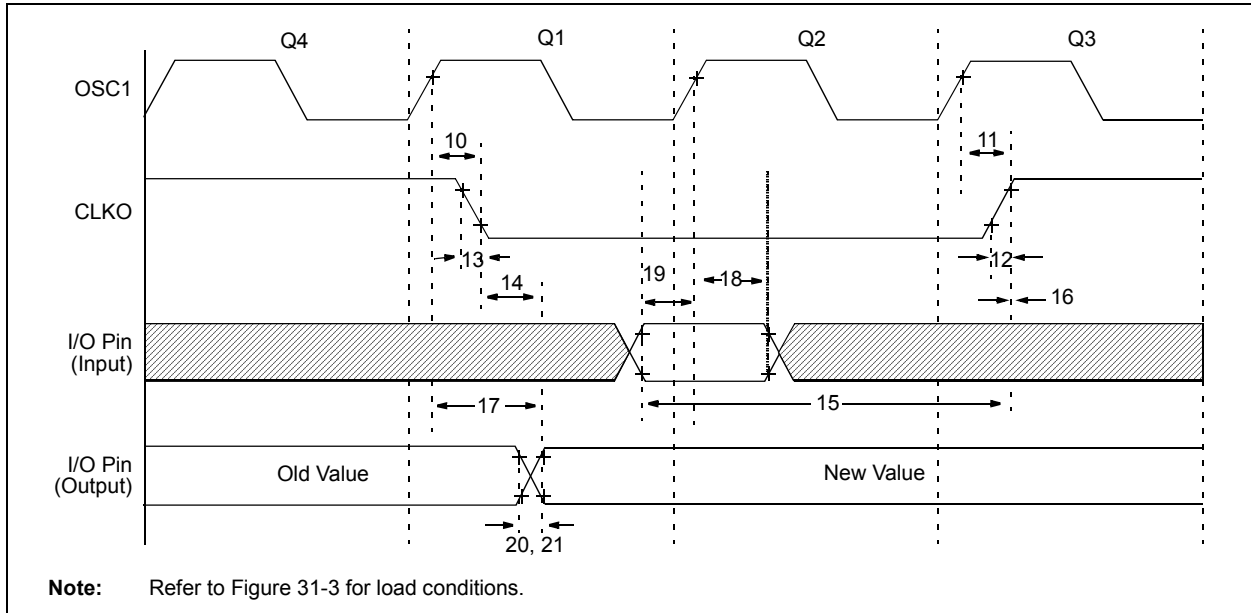 Q4 Q1 Q2 Q3
OSC1
10 11
CLKO
13 14 19 18 12 16
I/O Pin
(Input)
17 15
I/O Pin
(Output)
Old Value New Value
20, 21
Note: Refer to Figure 31-3 for load conditions.